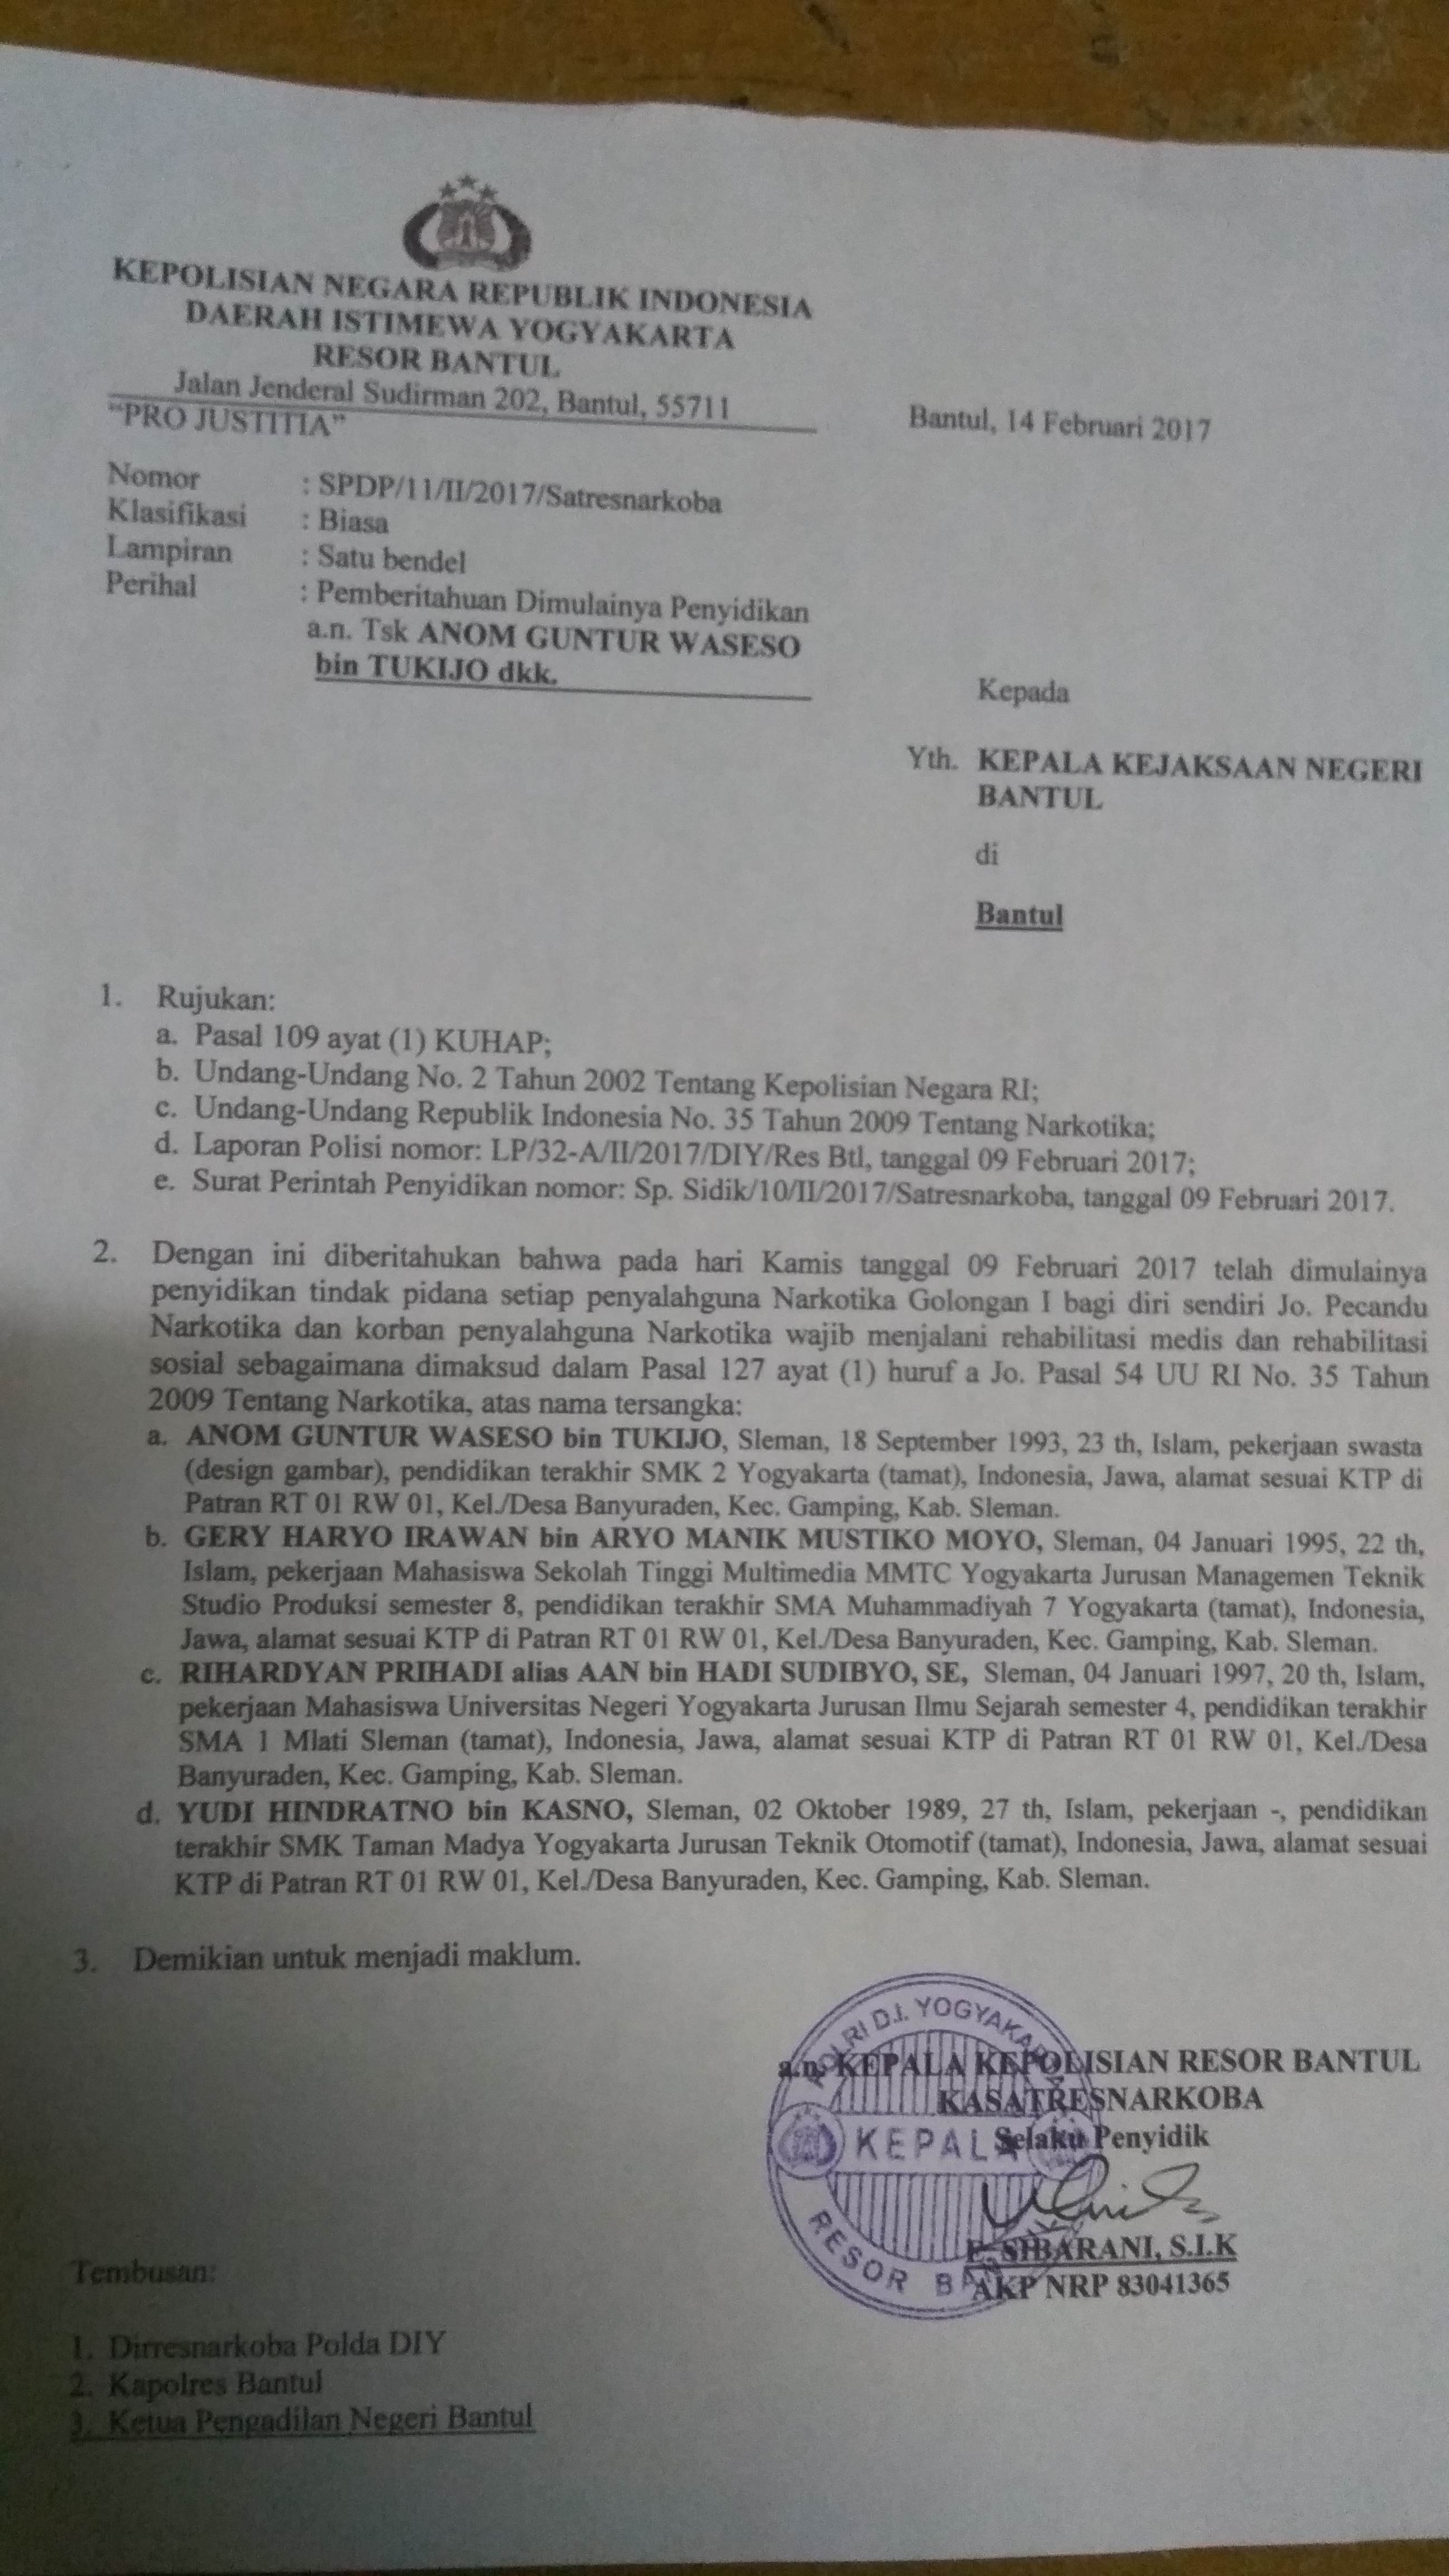 KEPOLISIAN NEGARA REPUBLIK INDONESIA
DAERAH ISTIMEWA YOGYAKARTA
RESOR BANTUL
Jalan Jenderal Sudirman 202, Bantul, 55711
"PRO JUSTITIA"
Bantul, 14 Februari 2017
Nomor : SPDP/11/II/2017/Satresnarkoba
Klasifikasi : Biasa
Lampiran : Satu bendel
Perihal : Pemberitahuan Dimulainya Penyidikan
a.n. Tsk ANOM GUNTUR WASESO
bin TUKIJO dkk.
Kepada
Yth. KEPALA KEJAKSAAN NEGERI
BANTUL
di
Bantul
1. Rujukan:
a. Pasal 109 ayat (1) KUHAP;
b. Undang-Undang No. 2 Tahun 2002 Tentang Kepolisian Negara RI;
c. Undang-Undang Republik Indonesia No. 35 Tahun 2009 Tentang Narkotika;
d. Laporan Polisi nomor: LP/32-A/II/2017/DIY/Res Btl, tanggal 09 Februari 2017;
e. Surat Perintah Penyidikan nomor: Sp. Sidik/10/II/2017/Satresnarkoba, tanggal 09 Februari 2017.
2. Dengan ini diberitahukan bahwa pada hari Kamis tanggal 09 Februari 2017 telah dimulainya
penyidikan tindak pidana setiap penyalahguna Narkotika Golongan I bagi diri sendiri Jo. Pecandu
Narkotika dan korban penyalahguna Narkotika wajib menjalani rehabilitasi medis dan rehabilitasi
sosial sebagaimana dimaksud dalam Pasal 127 ayat (1) huruf a Jo. Pasal 54 UU RI No. 35 Tahun
2009 Tentang Narkotika, atas nama tersangka:
a. ANOM GUNTUR WASESO bin TUKIJO, Sleman, 18 September 1993, 23 th, Islam, pekerjaan swasta
(design gambar), pendidikan terakhir SMK 2 Yogyakarta (tamat), Indonesia, Jawa, alamat sesuai KTP di
Patran RT 01 RW 01, Kel./Desa Banyuraden, Kec. Gamping, Kab. Sleman.
b. GERY HARYO IRAWAN bin ARYO MANIK MUSTIKO MOYO, Sleman, 04 Januari 1995, 22 th,
Islam, pekerjaan Mahasiswa Sekolah Tinggi Multimedia MMTC Yogyakarta Jurusan Managemen Teknik
Studio Produksi semester 8, pendidikan terakhir SMA Muhammadiyah 7 Yogyakarta (tamat), Indonesia,
Jawa, alamat sesuai KTP di Patran RT 01 RW 01, Kel./Desa Banyuraden, Kec. Gamping, Kab. Sleman.
c. RIHARDYAN PRIHADI alias AAN bin HADI SUDIBYO, SE, Sleman, 04 Januari 1997, 20 th, Islam,
pekerjaan Mahasiswa Universitas Negeri Yogyakarta Jurusan Ilmu Sejarah semester 4, pendidikan terakhir
SMA 1 Mlati Sleman (tamat), Indonesia, Jawa, alamat sesuai KTP di Patran RT 01 RW 01, Kel./Desa
Banyuraden, Kec. Gamping, Kab. Sleman.
d. YUDI HINDRATNO bin KASNO, Sleman, 02 Oktober 1989, 27 th, Islam, pekerjaan -, pendidikan
terakhir SMK Taman Madya Yogyakarta Jurusan Teknik Otomotif (tamat), Indonesia, Jawa, alamat sesuai
KTP di Patran RT 01 RW 01, Kel./Desa Banyuraden, Kec. Gamping, Kab. Sleman.
3. Demikian untuk menjadi maklum.
a.n. KEPALA KEPOLISIAN RESOR BANTUL
KASATRESNARKOBA
Selaku Penyidik
POLRI D.I. YOGYAKARTA
KEPALA
RESOR BANTUL
SIBARANI, S.I.K
AKP NRP 83041365
Tembusan:
1. Dirresnarkoba Polda DIY
2. Kapolres Bantul
3. Ketua Pengadilan Negeri Bantul